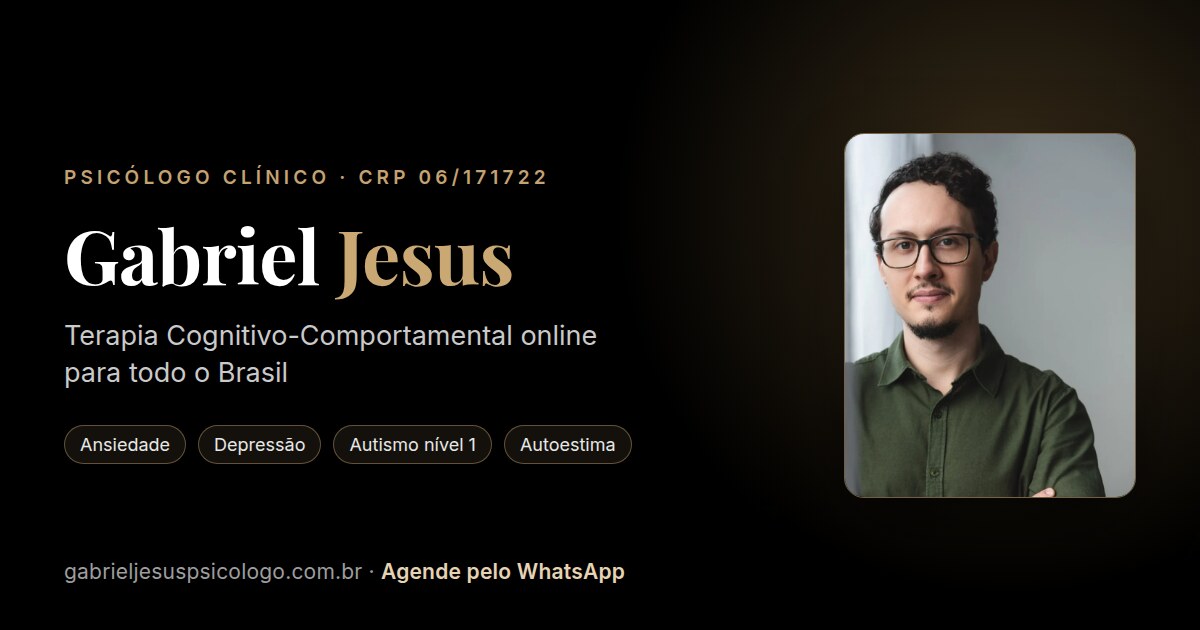 PSICÓLOGO CLÍNICO · CRP 06/171722
Gabriel Jesus
Terapia Cognitivo-Comportamental online
para todo o Brasil
Ansiedade Depressão Autismo nível 1 Autoestima
gabrieljesuspsicologo.com.br · Agende pelo WhatsApp